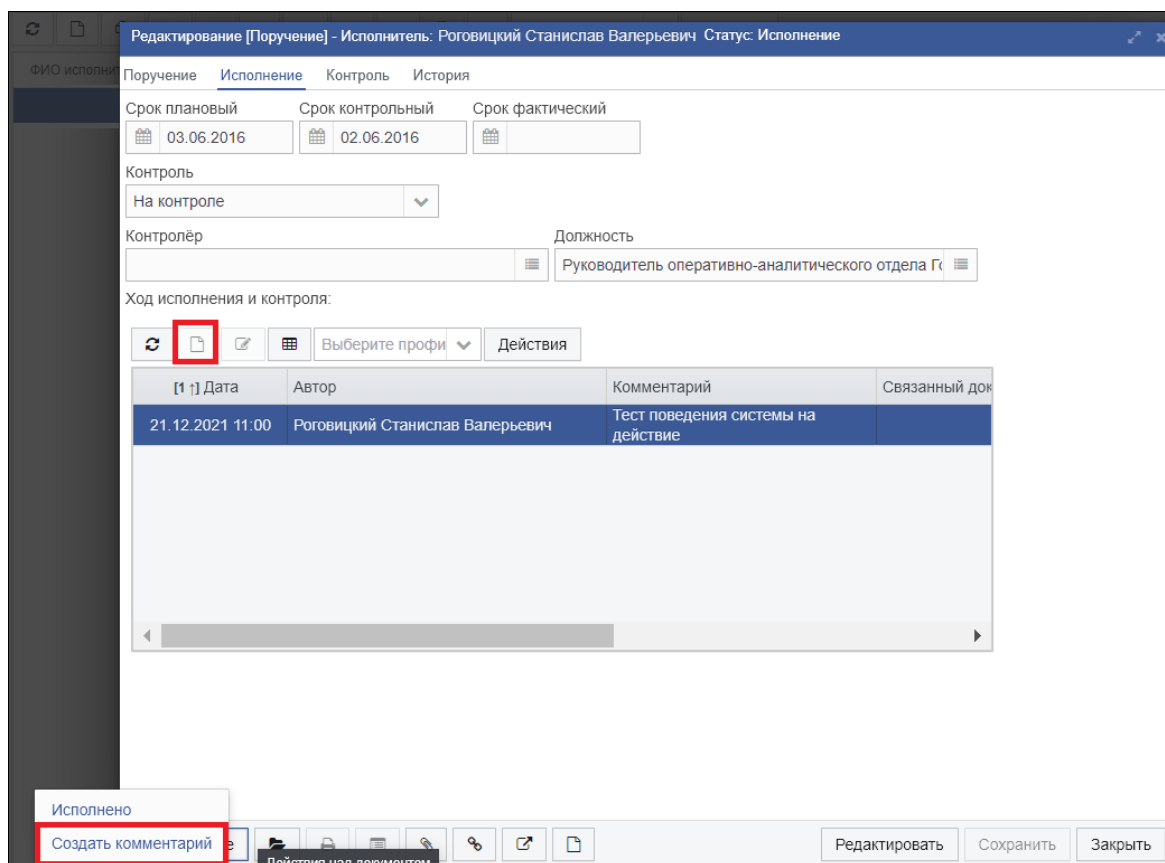 Редактирование [Поручение] - Исполнитель: Роговицкий Станислав Валерьевич Статус: Исполнение
ФИО исполни
Поручение Исполнение Контроль История
Срок плановый Срок контрольный Срок фактический
03.06.2016 02.06.2016
Контроль
На контроле
Контролёр Должность
Руководитель оперативно-аналитического отдела Г
Ход исполнения и контроля:
Выберите профи Действия
[1 ↑] Дата Автор Комментарий Связанный док
21.12.2021 11:00 Роговицкий Станислав Валерьевич Тест поведения системы на
действие
Исполнено
Создать комментарий е Редактировать Сохранить Закрыть
Действия над документом